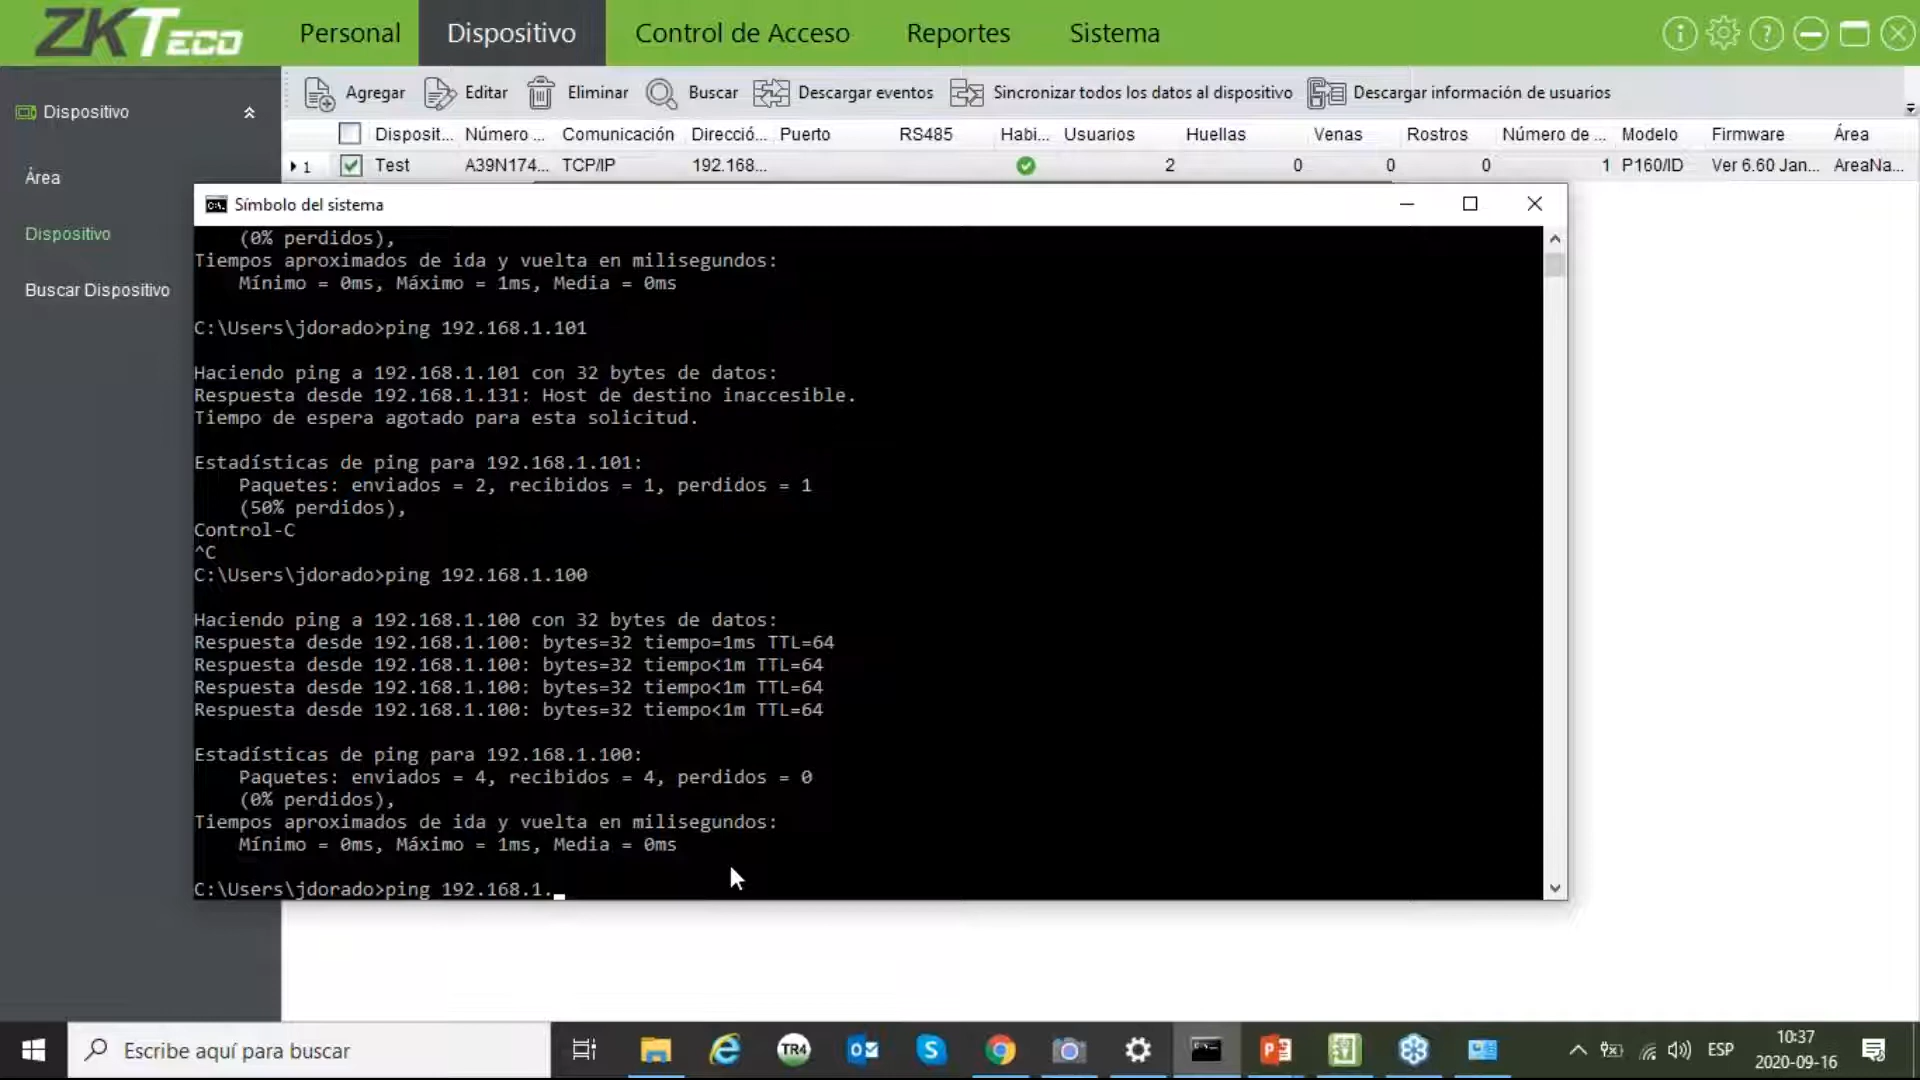 ZKTeco
Personal
Dispositivo
Control de Acceso
Reportes
Sistema
Dispositivo
Área
Dispositivo
Buscar Dispositivo
Agregar
Editar
Eliminar
Buscar
Descargar eventos
Sincronizar todos los datos al dispositivo
Descargar información de usuarios
Disposit... Número ... Comunicación Direcció... Puerto RS485 Habi... Usuarios Huellas Venas Rostros Número de ... Modelo Firmware Área
1 Test A39N174... TCP/IP 192.168... 2 0 0 0 1 P160/ID Ver 6.60 Jan... AreaNa...
Símbolo del sistema
(0% perdidos),
Tiempos aproximados de ida y vuelta en milisegundos:
Mínimo = 0ms, Máximo = 1ms, Media = 0ms
C:\Users\jdorado>ping 192.168.1.101
Haciendo ping a 192.168.1.101 con 32 bytes de datos:
Respuesta desde 192.168.1.131: Host de destino inaccesible.
Tiempo de espera agotado para esta solicitud.
Estadísticas de ping para 192.168.1.101:
Paquetes: enviados = 2, recibidos = 1, perdidos = 1
(50% perdidos),
Control-C
^C
C:\Users\jdorado>ping 192.168.1.100
Haciendo ping a 192.168.1.100 con 32 bytes de datos:
Respuesta desde 192.168.1.100: bytes=32 tiempo=1ms TTL=64
Respuesta desde 192.168.1.100: bytes=32 tiempo<1m TTL=64
Respuesta desde 192.168.1.100: bytes=32 tiempo<1m TTL=64
Respuesta desde 192.168.1.100: bytes=32 tiempo<1m TTL=64
Estadísticas de ping para 192.168.1.100:
Paquetes: enviados = 4, recibidos = 4, perdidos = 0
(0% perdidos),
Tiempos aproximados de ida y vuelta en milisegundos:
Mínimo = 0ms, Máximo = 1ms, Media = 0ms
C:\Users\jdorado>ping 192.168.1._
Escribe aquí para buscar
TR4
ESP
10:37
2020-09-16